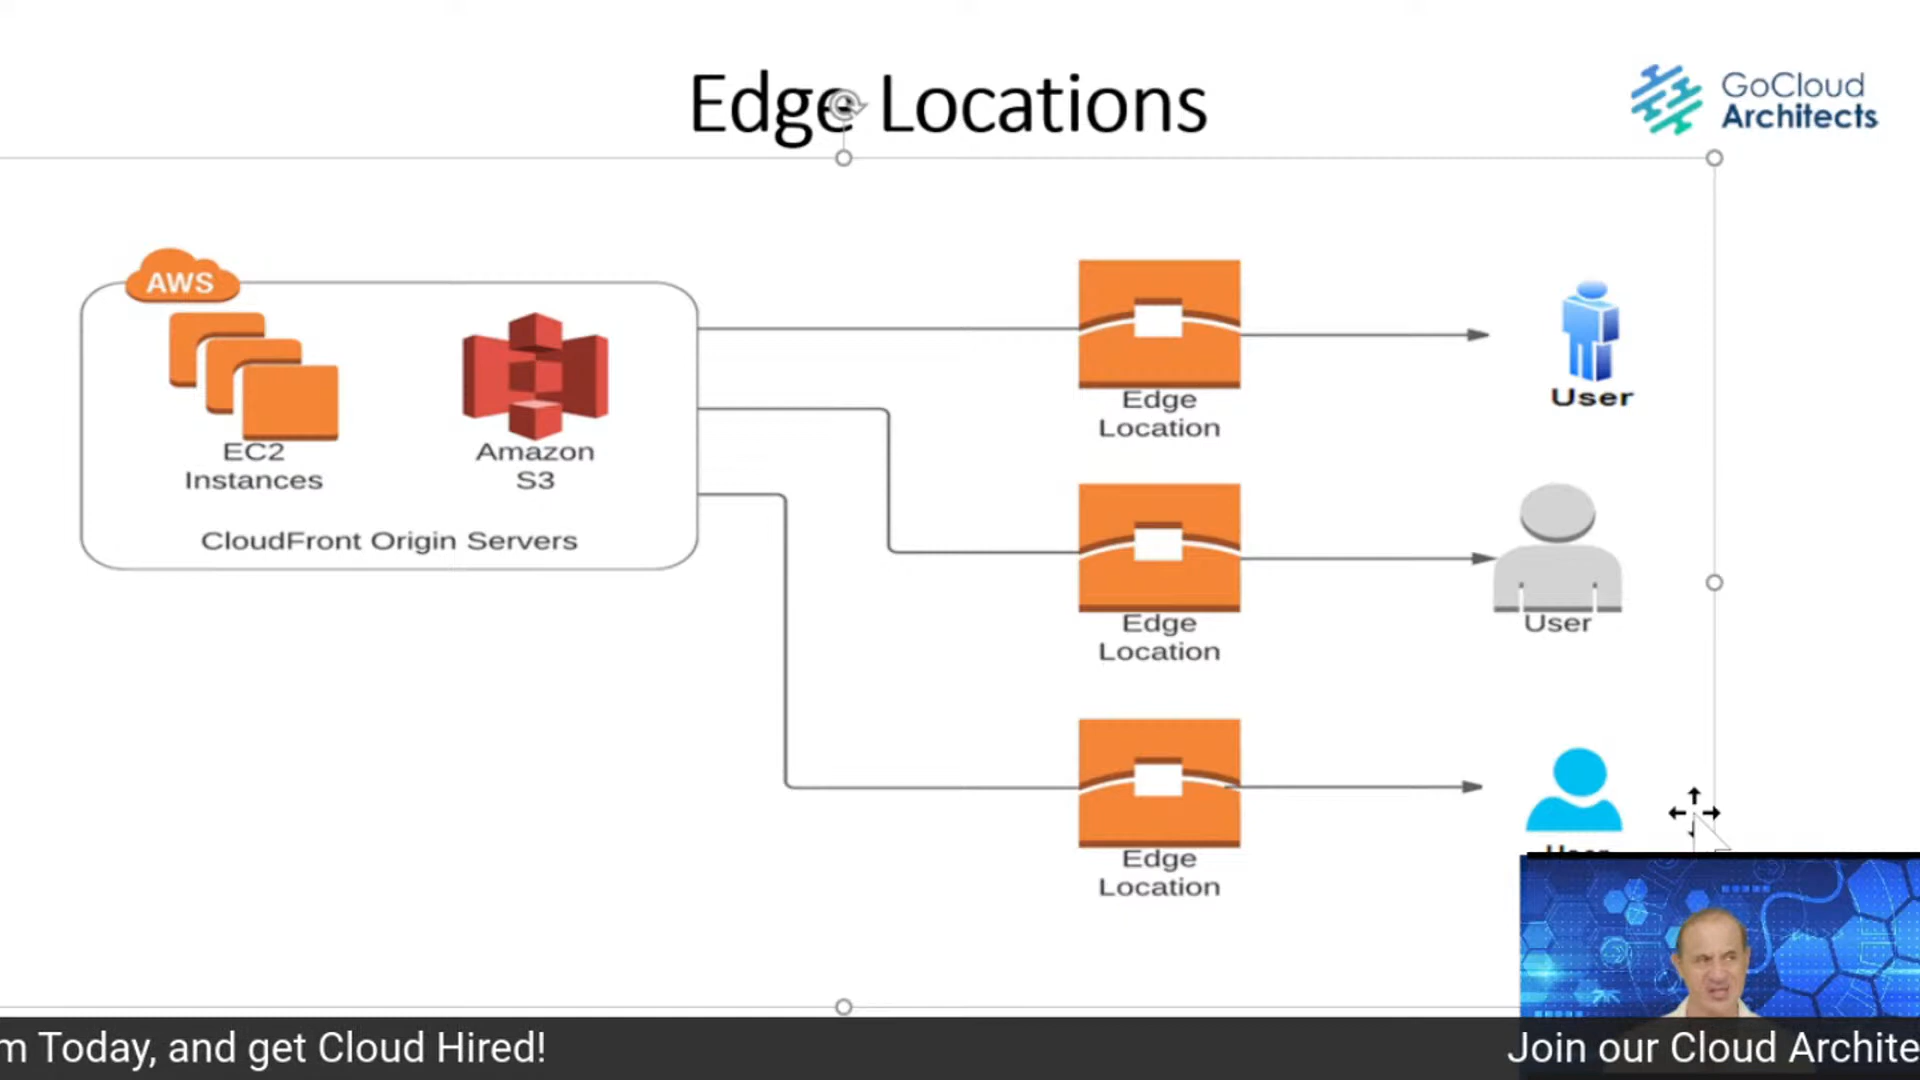 Edge Locations
GoCloud
Architects
AWS
EC2
Instances
Amazon
S3
CloudFront Origin Servers
Edge
Location
User
Edge
Location
User
Edge
Location
m Today, and get Cloud Hired!
Join our Cloud Archite